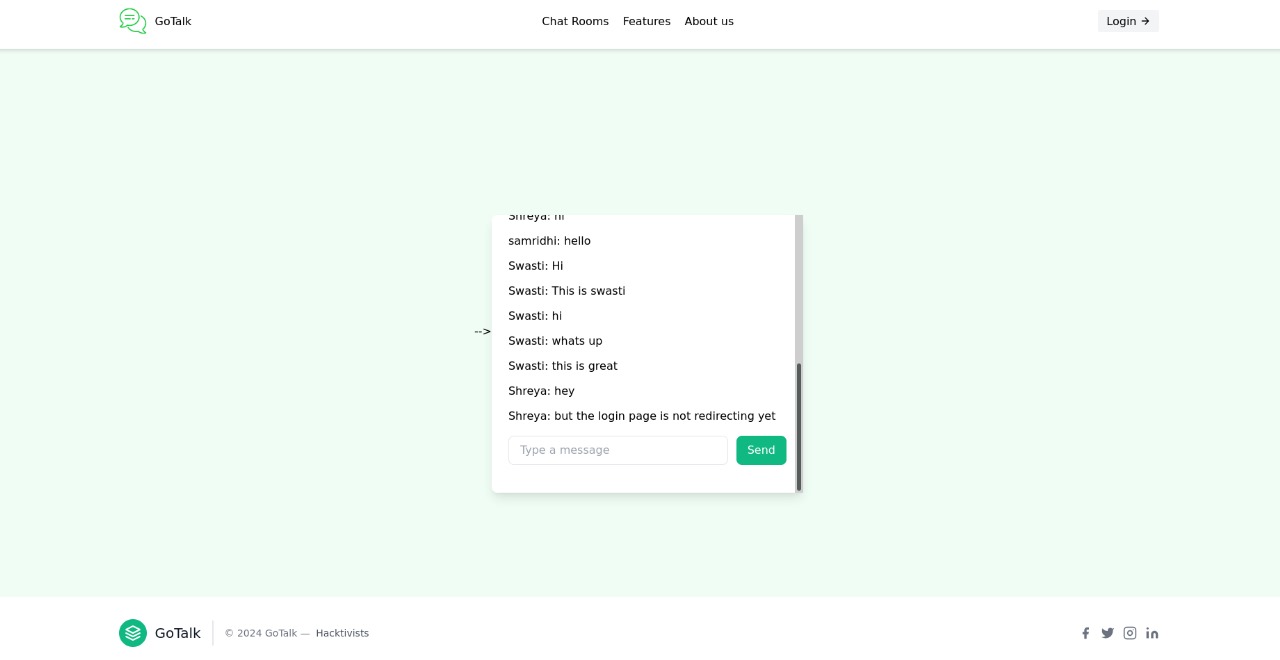 GoTalk
Chat Rooms Features About us
Login →
Shreya: hi
samridhi: hello
Swasti: Hi
Swasti: This is swasti
Swasti: hi
-->
Swasti: whats up
Swasti: this is great
Shreya: hey
Shreya: but the login page is not redirecting yet
Type a message
Send
GoTalk
© 2024 GoTalk — Hacktivists